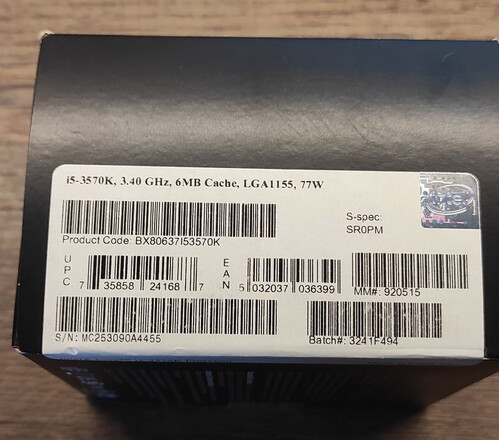 i5-3570K, 3.40 GHz, 6MB Cache, LGA1155, 77W
S-spec:
SR0PM
Product Code: BX80637I53570K
UPC
7 35858 24168 7
EAN
5 032037 036399
MM#: 920515
S/N: MC253090A4455
Batch#: 3241F494